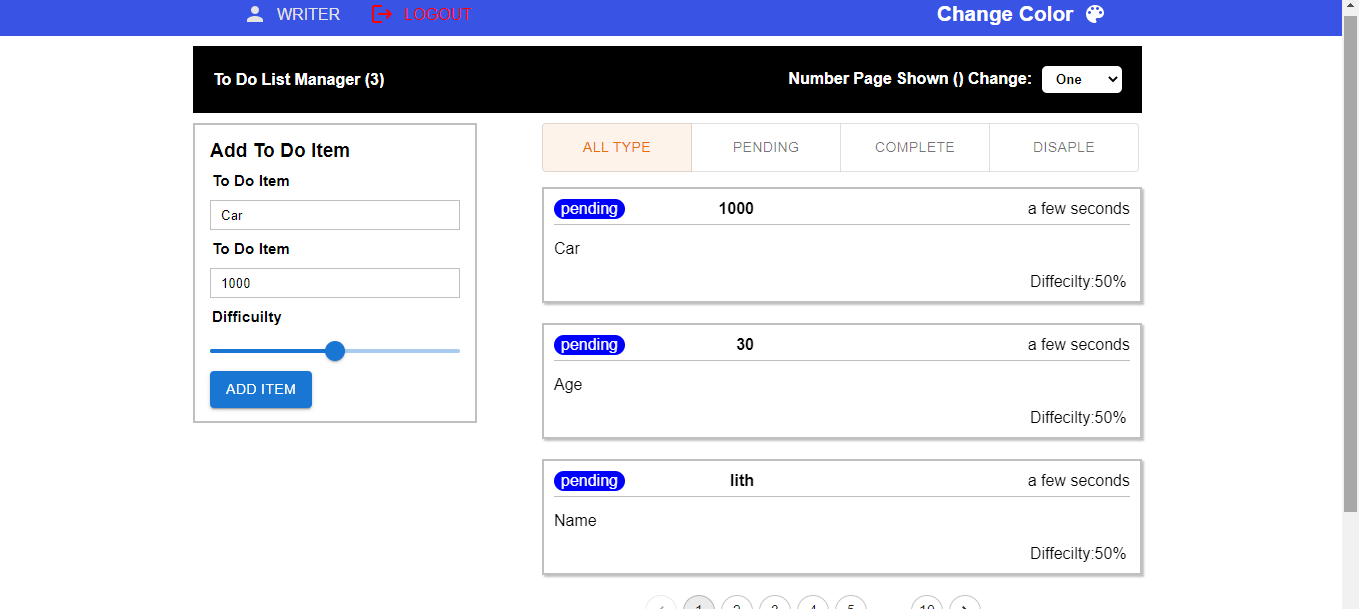 WRITER LOGOUT Change Color
To Do List Manager (3) Number Page Shown () Change: One
Add To Do Item
To Do Item
Car
To Do Item
1000
Difficuilty
ADD ITEM
ALL TYPE PENDING COMPLETE DISAPLE
pending 1000 a few seconds
Car
Diffecilty:50%
pending 30 a few seconds
Age
Diffecilty:50%
pending lith a few seconds
Name
Diffecilty:50%
1 2 3 4 5 10